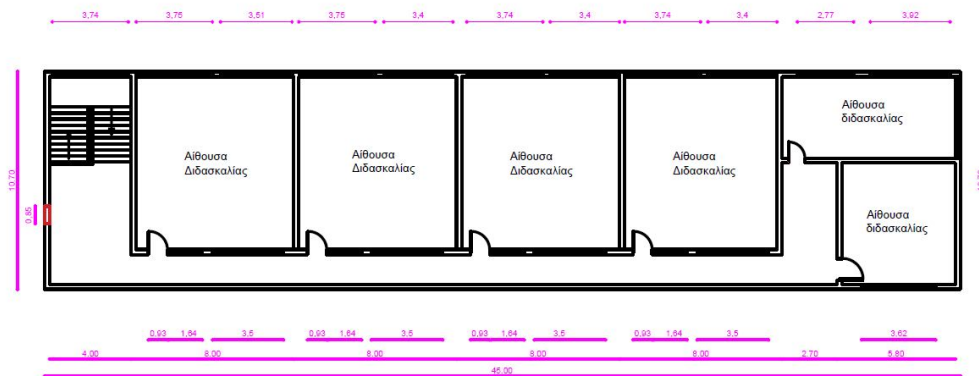 3,74 3,75 3,51 3,75 3,4 3,74 3,4 3,74 3,4 2,77 3,92
Αίθουσα
διδασκαλίας
Αίθουσα
Διδασκαλίας
Αίθουσα
Διδασκαλίας
Αίθουσα
Διδασκαλίας
Αίθουσα
Διδασκαλίας
10,70
0,85
Αίθουσα
διδασκαλίας
0,93 1,64 3,5 0,93 1,64 3,5 0,93 1,64 3,5 0,93 1,64 3,5 3,62
4,00 8,00 8,00 8,00 8,00 2,70 5,80